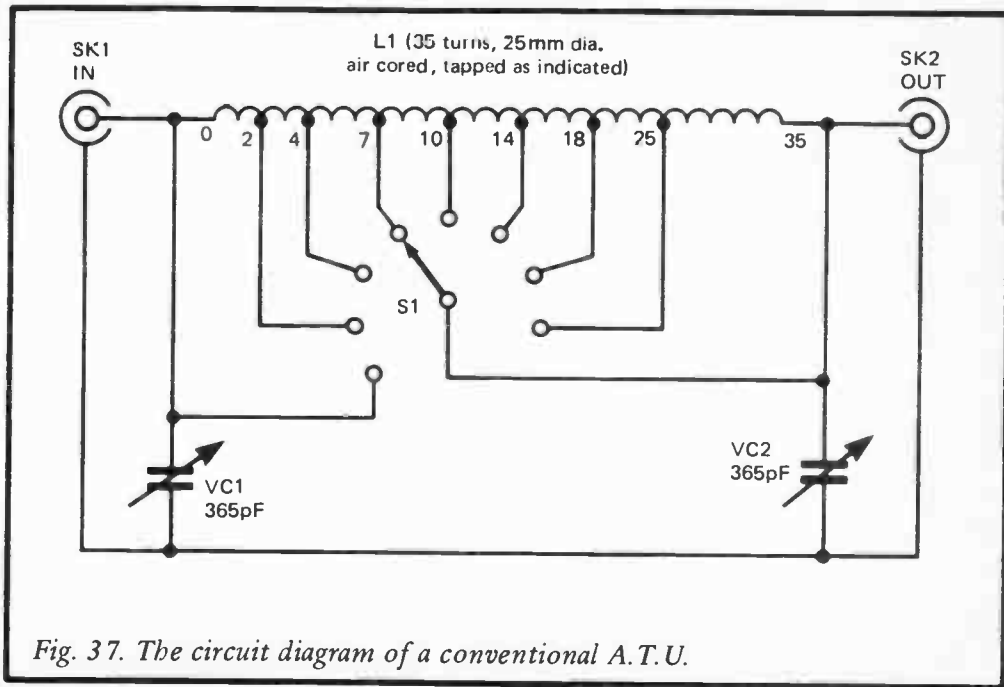 SK1
IN
L1 (35 turns, 25mm dia.
air cored, tapped as indicated)
SK2
OUT
0 2 4 7 10 14 18 25 35
S1
VC1
365pF
VC2
365pF
Fig. 37. The circuit diagram of a conventional A.T.U.